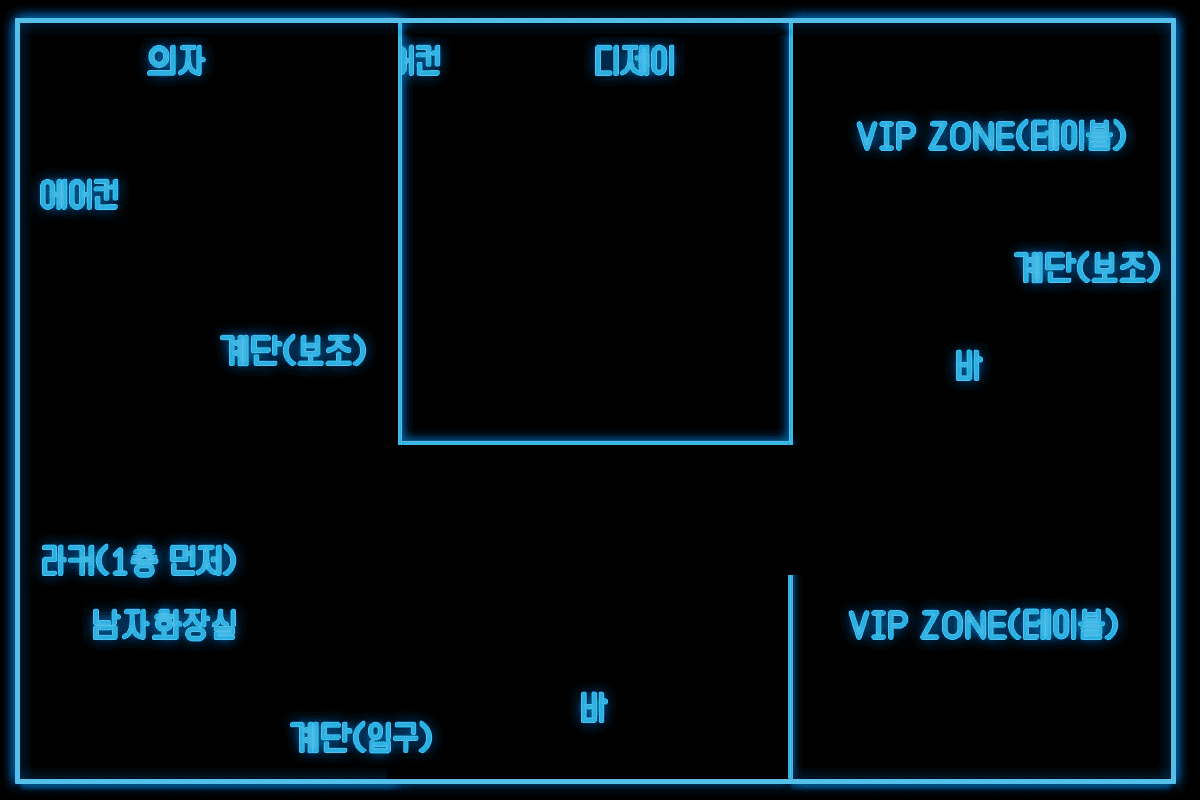 의자
어컨
디제이
VIP ZONE(테이블)
에어컨
계단(보조)
계단(보조)
바
라커(1층 먼저)
남자화장실
VIP ZONE(테이블)
바
계단(입구)